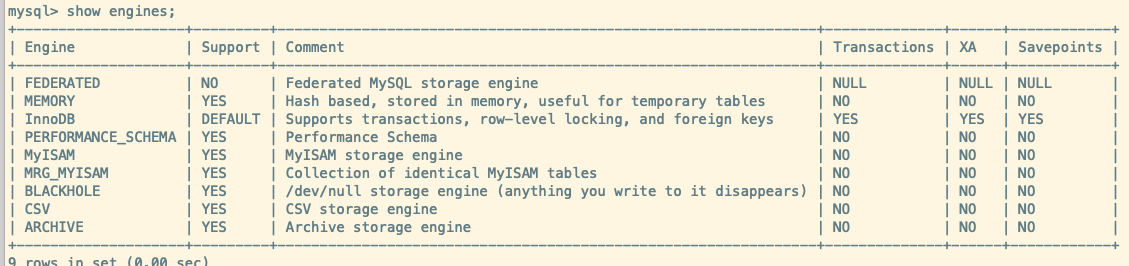 mysql> show engines;
+--------------------+---------+----------------------------------------------------------------+--------------+------+------------+
| Engine             | Support | Comment                                                        | Transactions | XA   | Savepoints |
+--------------------+---------+----------------------------------------------------------------+--------------+------+------------+
| FEDERATED          | NO      | Federated MySQL storage engine                                 | NULL         | NULL | NULL       |
| MEMORY             | YES     | Hash based, stored in memory, useful for temporary tables      | NO           | NO   | NO         |
| InnoDB             | DEFAULT | Supports transactions, row-level locking, and foreign keys     | YES          | YES  | YES        |
| PERFORMANCE_SCHEMA | YES     | Performance Schema                                             | NO           | NO   | NO         |
| MyISAM             | YES     | MyISAM storage engine                                          | NO           | NO   | NO         |
| MRG_MYISAM         | YES     | Collection of identical MyISAM tables                          | NO           | NO   | NO         |
| BLACKHOLE          | YES     | /dev/null storage engine (anything you write to it disappears) | NO           | NO   | NO         |
| CSV                | YES     | CSV storage engine                                             | NO           | NO   | NO         |
| ARCHIVE            | YES     | Archive storage engine                                         | NO           | NO   | NO         |
+--------------------+---------+----------------------------------------------------------------+--------------+------+------------+
9 rows in set (0.00 sec)